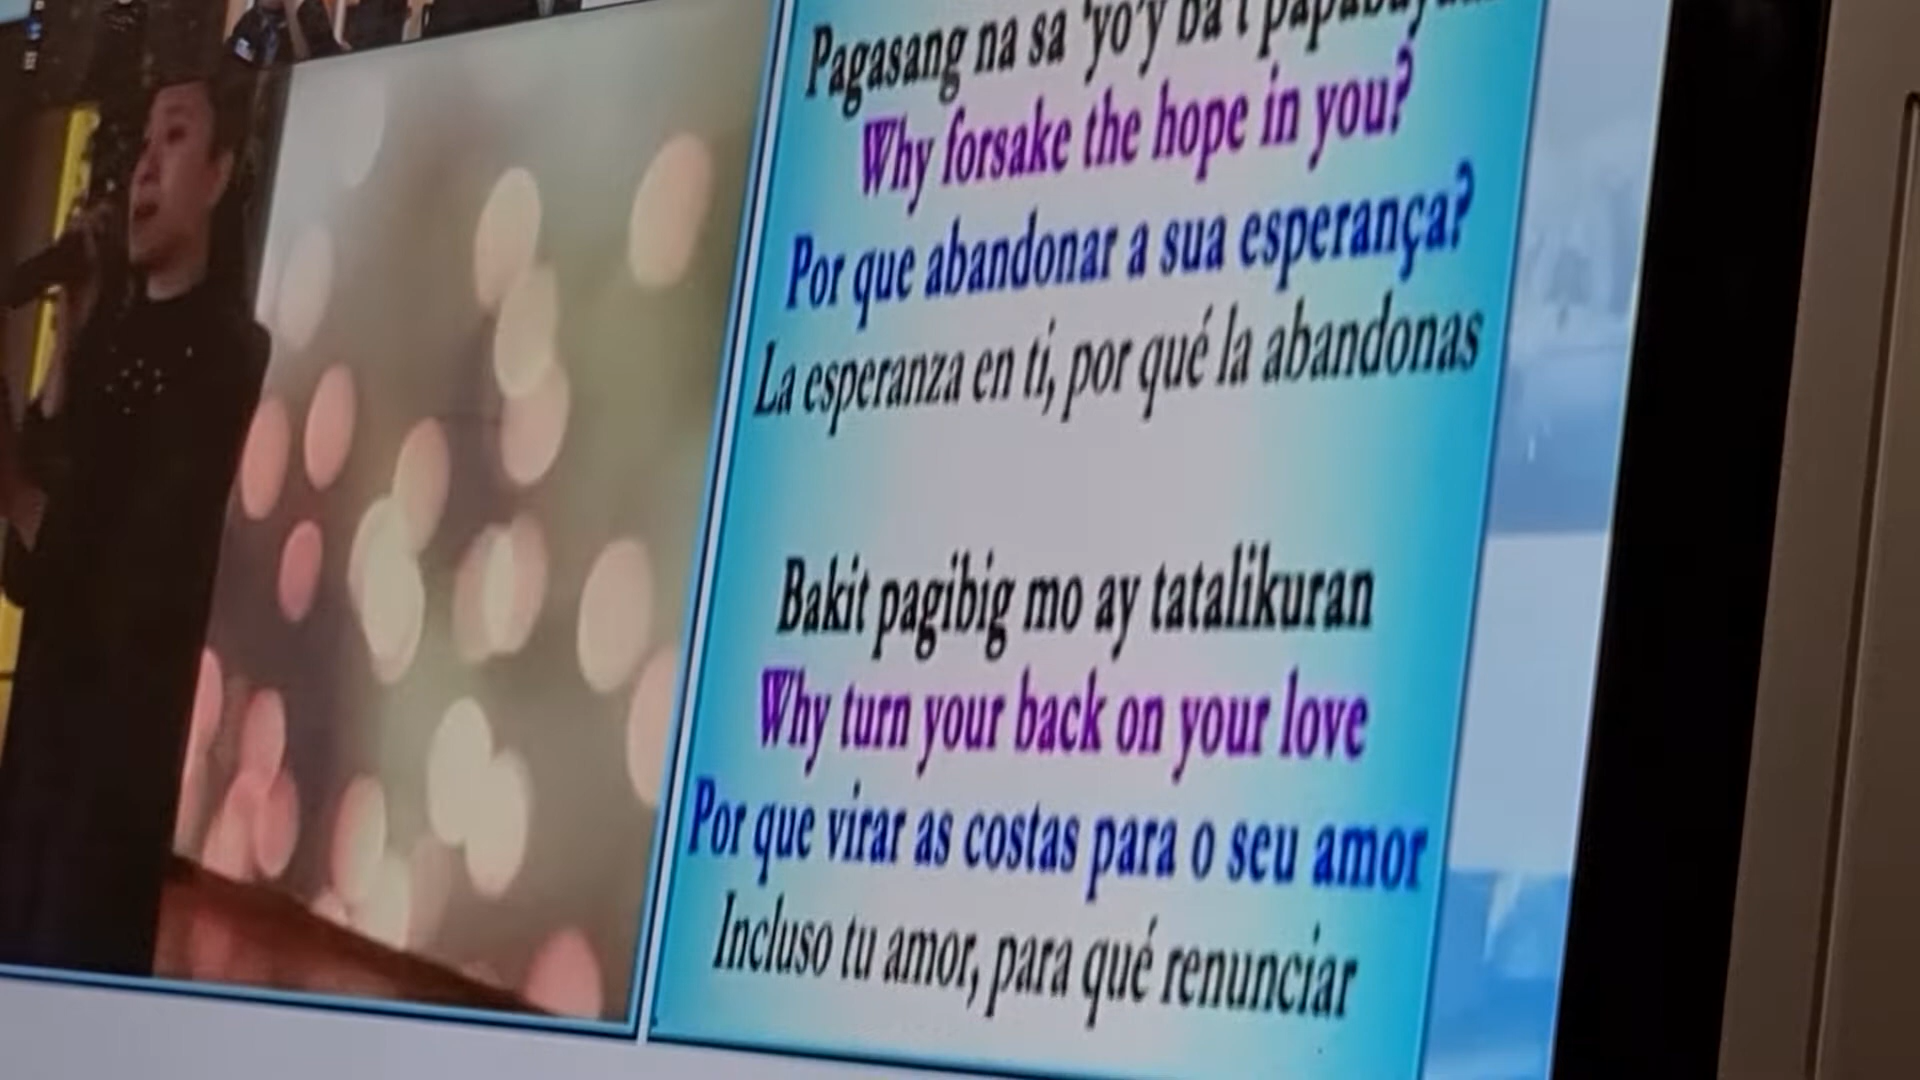 Pagasang na sa 'yo'y ba't
Why forsake the hope in you?
Por que abandonar a sua esperança?
La esperanza en ti, por qué la abandonas
Bakit pagibig mo ay tatalikuran
Why turn your back on your love
Por que virar as costas para o seu amor
Incluso tu amor, para qué renunciar